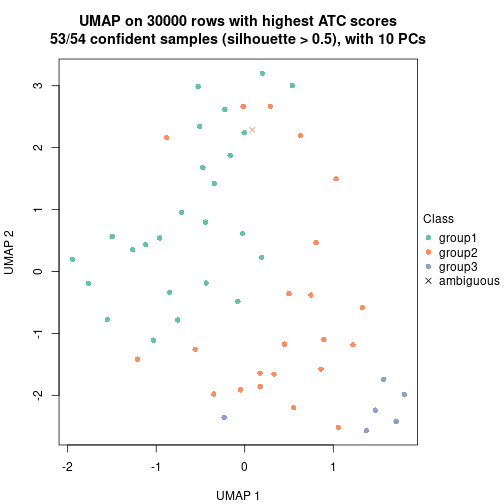 UMAP on 30000 rows with highest ATC scores
53/54 confident samples (silhouette > 0.5), with 10 PCs
3
2
1
0
-1
-2
UMAP 2
-2 -1 0 1
UMAP 1
Class
group1
group2
group3
ambiguous